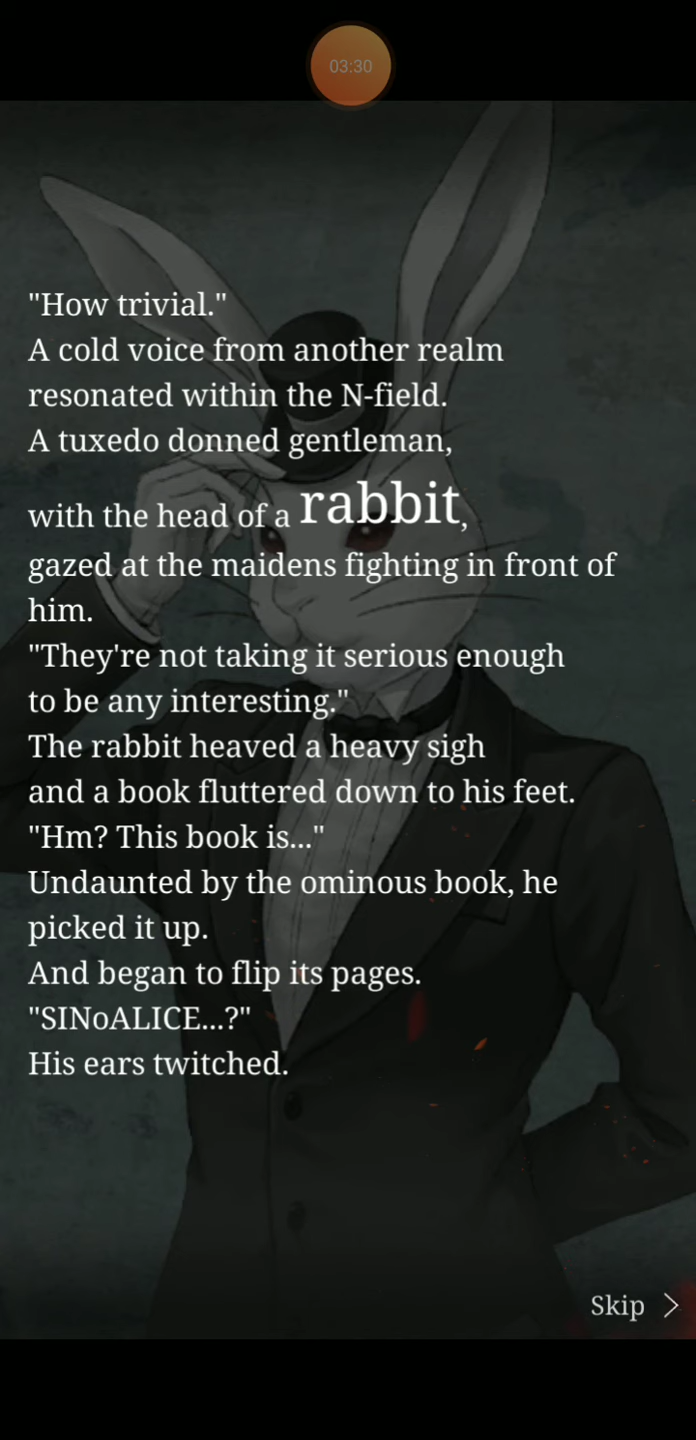 03:30
"How trivial."
A cold voice from another realm
resonated within the N-field.
A tuxedo donned gentleman,
with the head of a rabbit,
gazed at the maidens fighting in front of
him.
"They're not taking it serious enough
to be any interesting."
The rabbit heaved a heavy sigh
and a book fluttered down to his feet.
"Hm? This book is..."
Undaunted by the ominous book, he
picked it up.
And began to flip its pages.
"SINoALICE...?"
His ears twitched.
Skip >